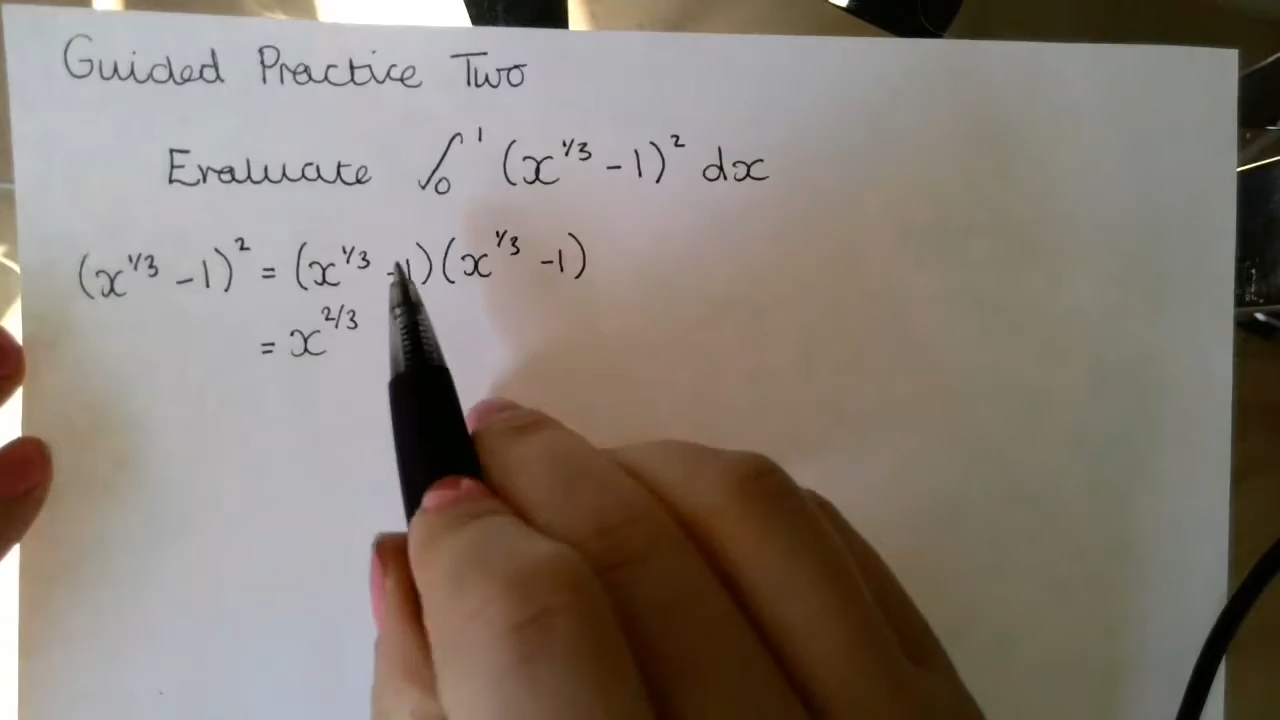 Guided Practice Two
Evaluate ∫₀¹ (x^{1/3} - 1)² dx
(x^{1/3} - 1)² = (x^{1/3} - 1)(x^{1/3} - 1)
= x^{2/3}